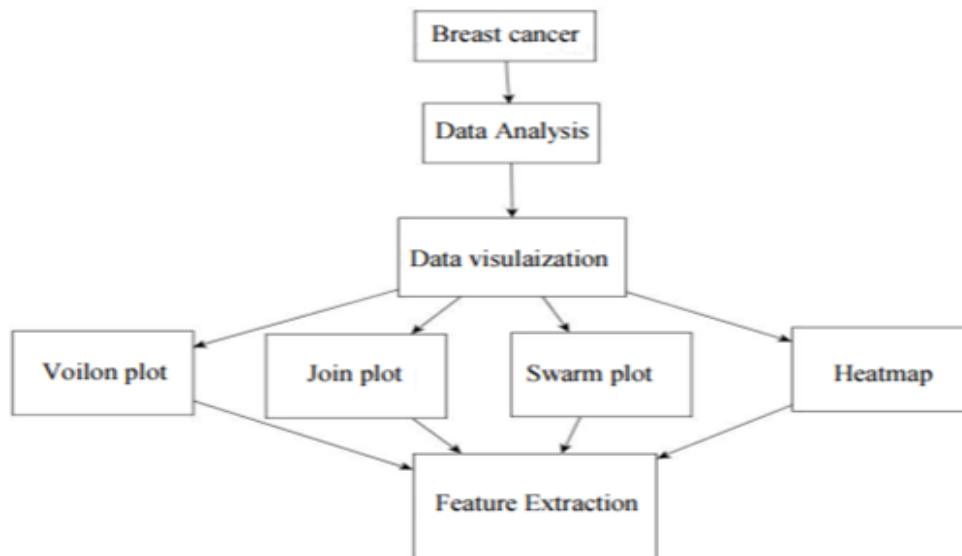 Breast cancer
Data Analysis
Data visulaization
Voilon plot
Join plot
Swarm plot
Heatmap
Feature Extraction